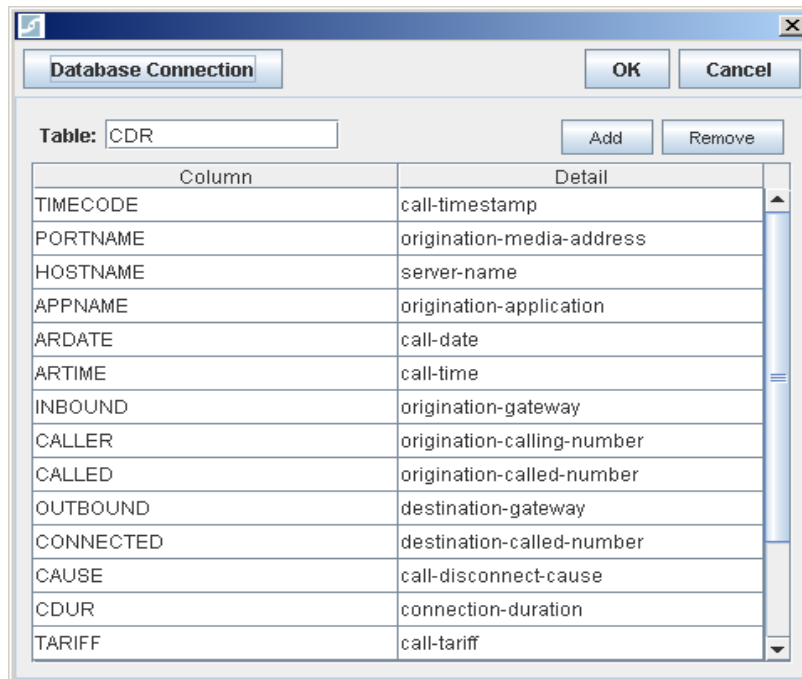 Database Connection OK Cancel
Table: CDR Add Remove
Column Detail
TIMECODE call-timestamp
PORTNAME origination-media-address
HOSTNAME server-name
APPNAME origination-application
ARDATE call-date
ARTIME call-time
INBOUND origination-gateway
CALLER origination-calling-number
CALLED origination-called-number
OUTBOUND destination-gateway
CONNECTED destination-called-number
CAUSE call-disconnect-cause
CDUR connection-duration
TARIFF call-tariff